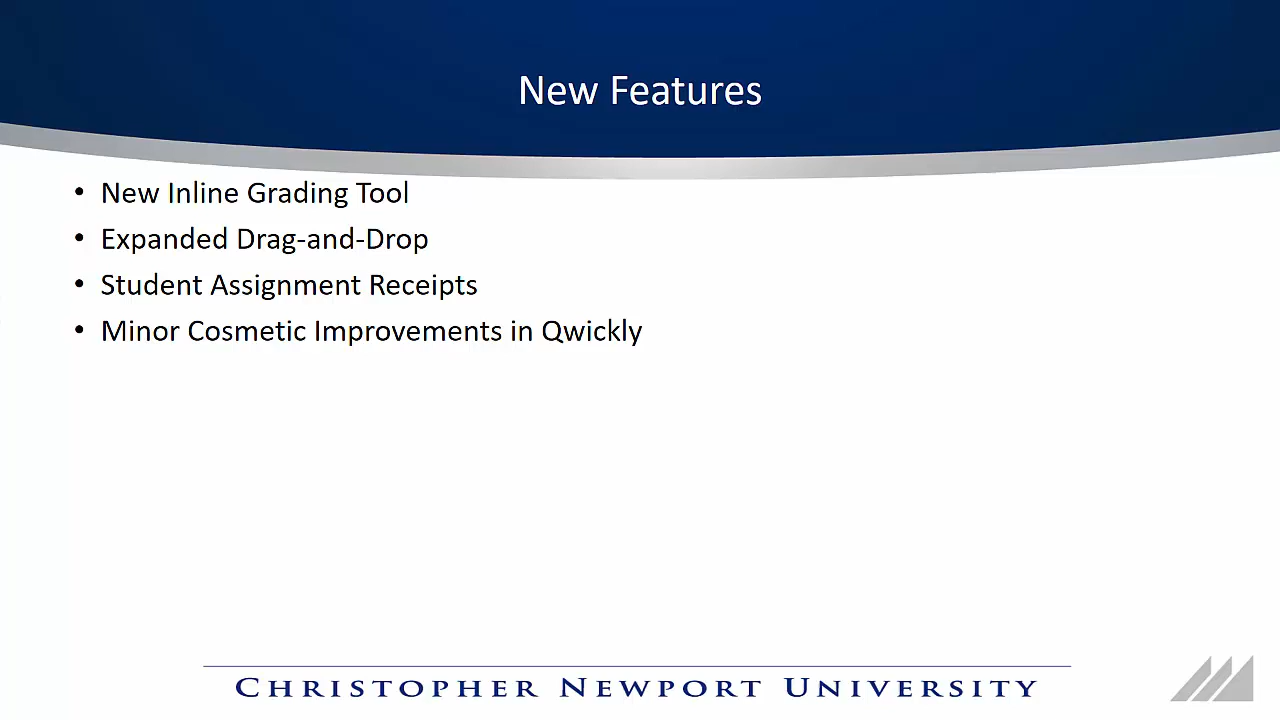 New Features
• New Inline Grading Tool
• Expanded Drag-and-Drop
• Student Assignment Receipts
• Minor Cosmetic Improvements in Qwickly
CHRISTOPHER NEWPORT UNIVERSITY